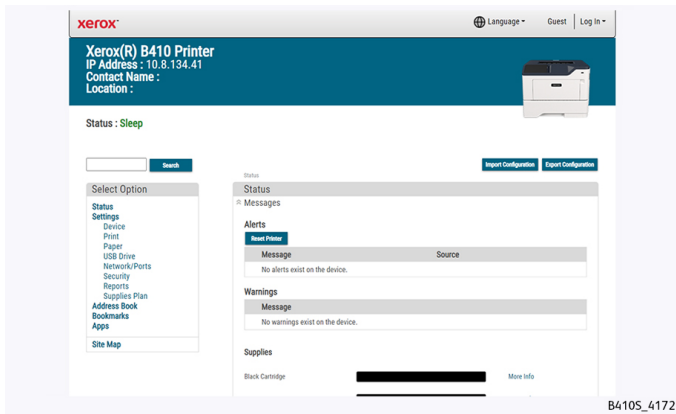 xerox™
Language
Guest
Log In
Xerox(R) B410 Printer
IP Address : 10.8.134.41
Contact Name :
Location :
Status : Sleep
Search
Import Configuration
Export Configuration
Status
Select Option
Status
Settings
Device
Print
Paper
USB Drive
Network/Ports
Security
Reports
Supplies Plan
Address Book
Bookmarks
Apps
Site Map
Status
Messages
Alerts
Reset Printer
Message Source
No alerts exist on the device.
Warnings
Message
No warnings exist on the device.
Supplies
Black Cartridge More Info
B410S_4172